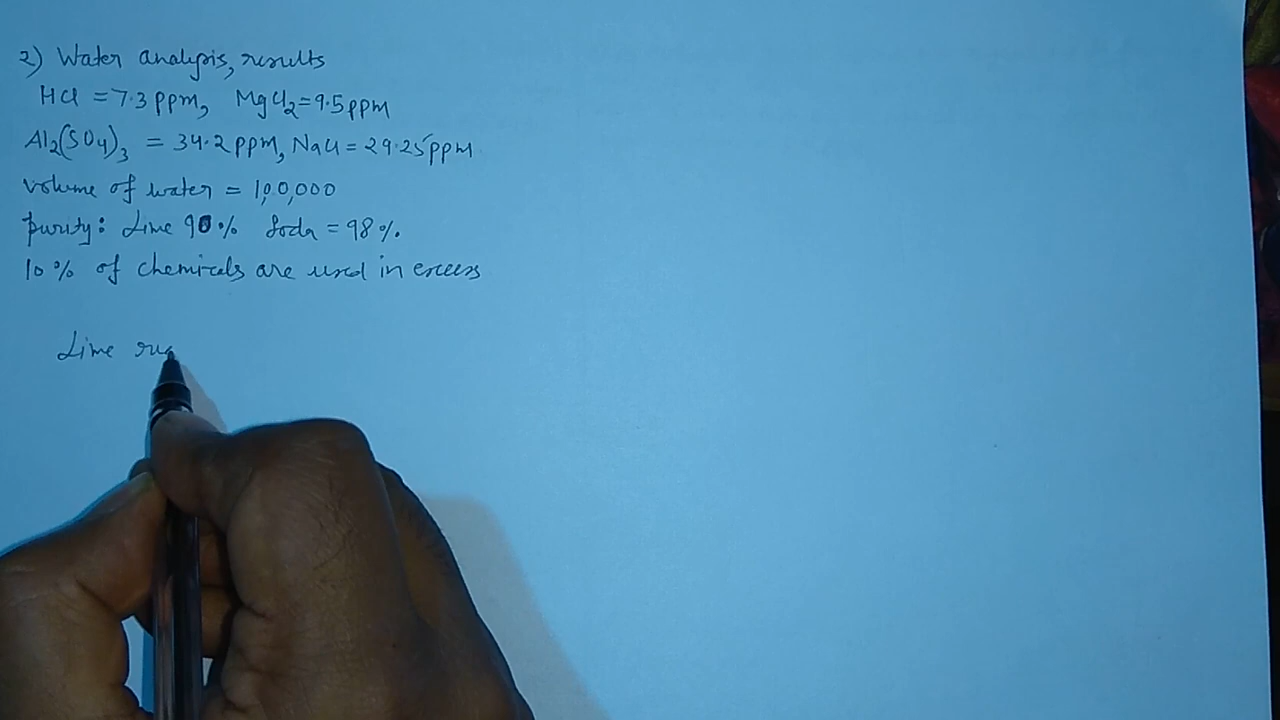 2) Water analysis, results
HCl = 7.3 ppm, MgCl2 = 9.5 ppm
Al2(SO4)3 = 34.2 ppm, NaCl = 29.25 ppm
volume of water = 1,0,0,000
purity: Lime 90% Soda = 98%.
10% of chemicals are used in excess
Lime